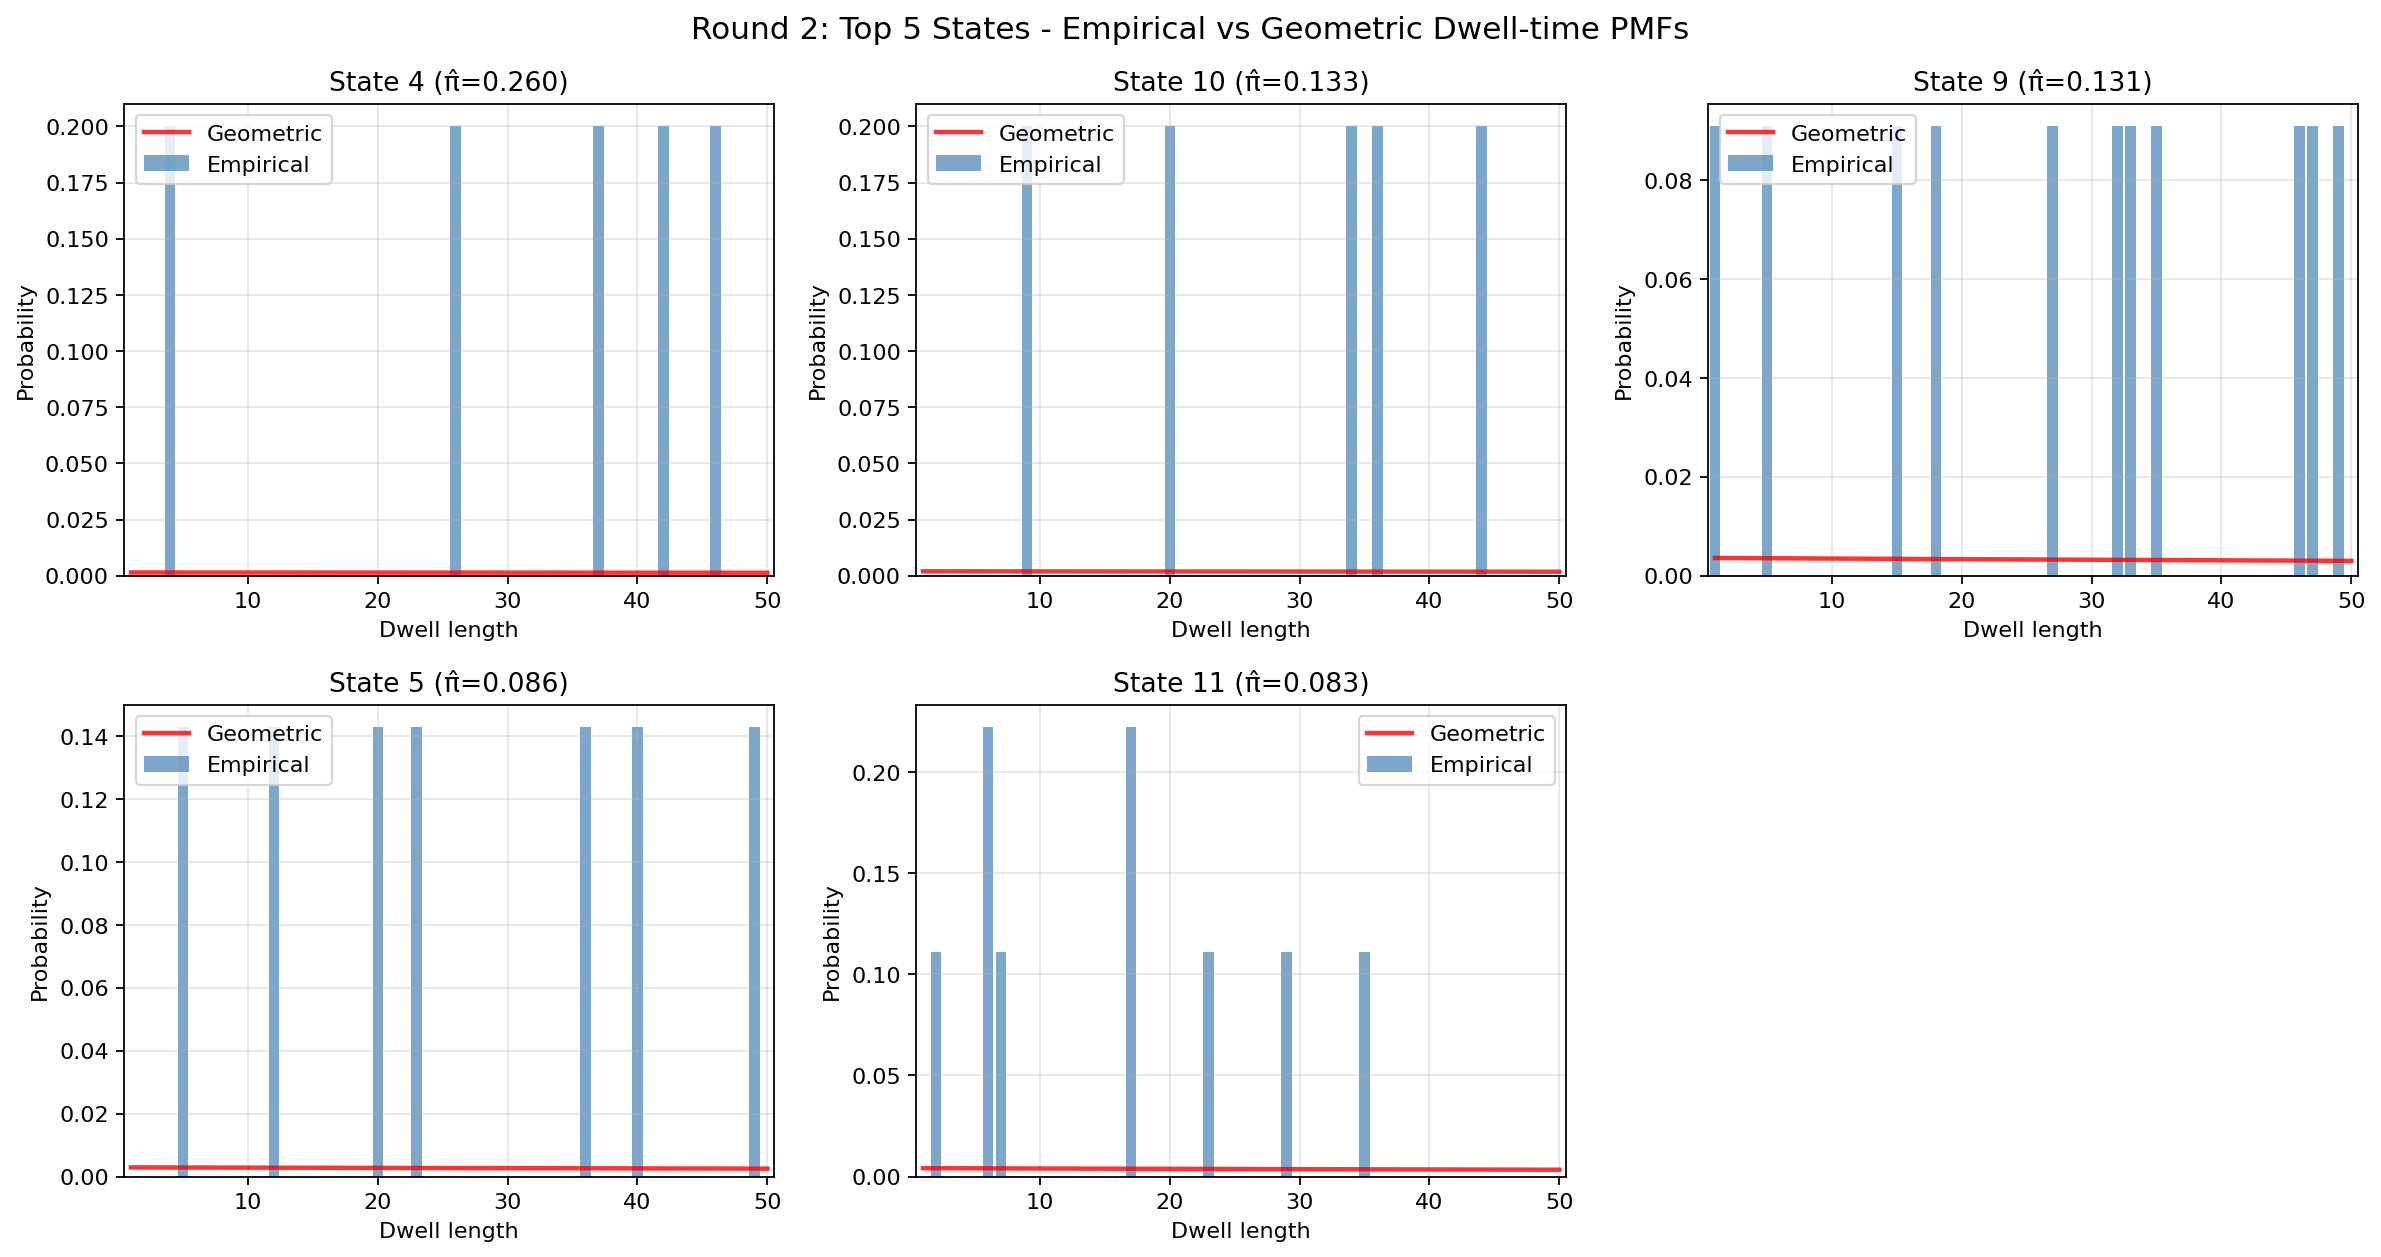 Round 2: Top 5 States - Empirical vs Geometric Dwell-time PMFs
State 4 (π̂=0.260)
Geometric
Empirical
0.200
0.175
0.150
0.125
0.100
0.075
0.050
0.025
0.000
Probability
10 20 30 40 50
Dwell length
State 10 (π̂=0.133)
Geometric
Empirical
0.200
0.175
0.150
0.125
0.100
0.075
0.050
0.025
0.000
Probability
10 20 30 40 50
Dwell length
State 9 (π̂=0.131)
Geometric
Empirical
0.08
0.06
0.04
0.02
0.00
Probability
10 20 30 40 50
Dwell length
State 5 (π̂=0.086)
Geometric
Empirical
0.14
0.12
0.10
0.08
0.06
0.04
0.02
0.00
Probability
10 20 30 40 50
Dwell length
State 11 (π̂=0.083)
Geometric
Empirical
0.20
0.15
0.10
0.05
0.00
Probability
10 20 30 40 50
Dwell length